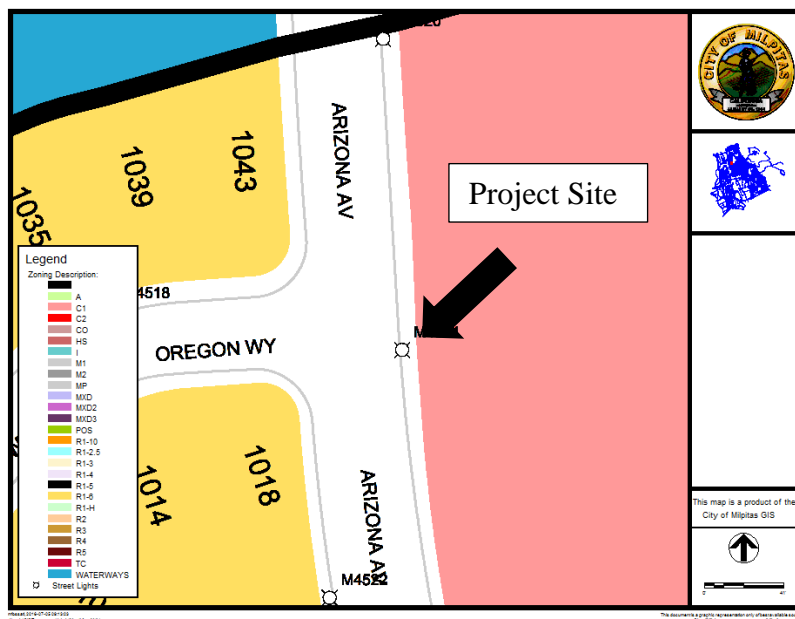 ARIZONA AV
1043
1039
1035
Project Site
CITY OF MILPITAS
CALIFORNIA
Legend
Zoning Description:
A
C1
C2
CO
HS
I
M1
M2
MP
MXD
MXD2
MXD3
POS
R1-10
R1-2.5
R1-3
R1-4
R1-5
R1-6
R1-H
R2
R3
R4
R5
TC
WATERWAYS
Street Lights
4518
OREGON WY
1014
1018
ARIZONA AV
M4522
This map is a product of the
City of Milpitas GIS
0'